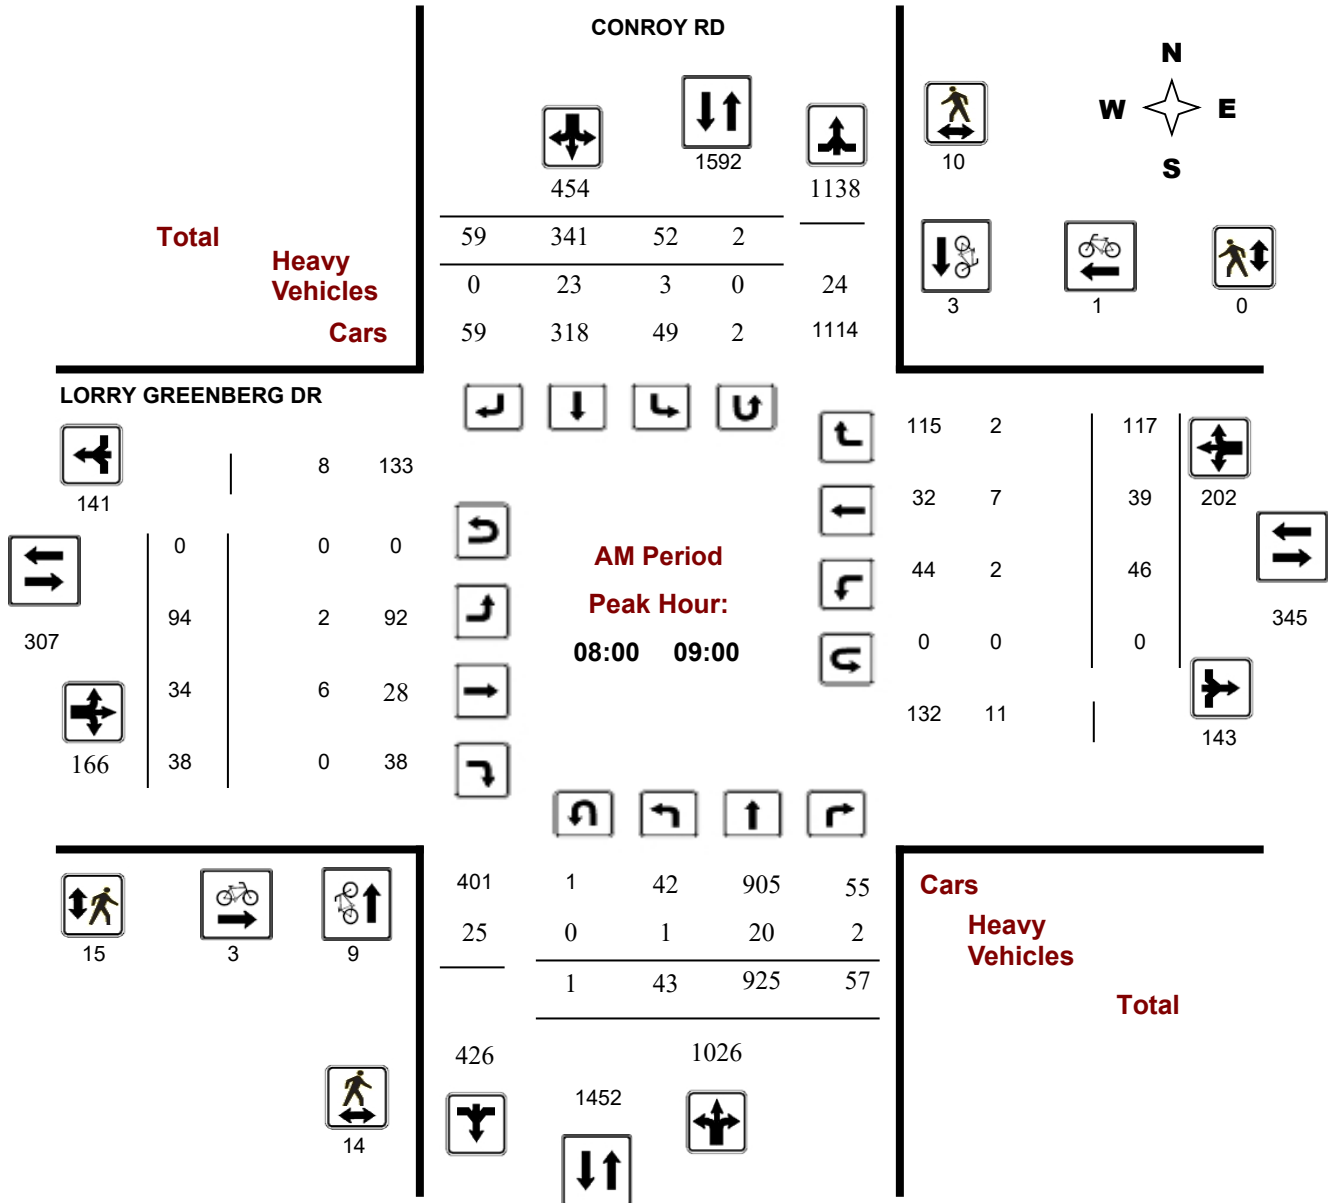 CONROY RD
N
W E
S
454
1592
1138
10
59 341 52 2
0 23 3 0 24
59 318 49 2 1114
Total
Heavy
Vehicles
Cars
3 1 0
LORRY GREENBERG DR
141
8 133
0 0 0
307
94 2 92
34 6 28
166
38 0 38
AM Period
Peak Hour:
08:00 09:00
115 2 117
202
32 7 39
44 2 46
345
0 0 0
132 11
143
15 3 9
14
401 1 42 905 55
25 0 1 20 2
1 43 925 57
426
1026
1452
Cars
Heavy
Vehicles
Total